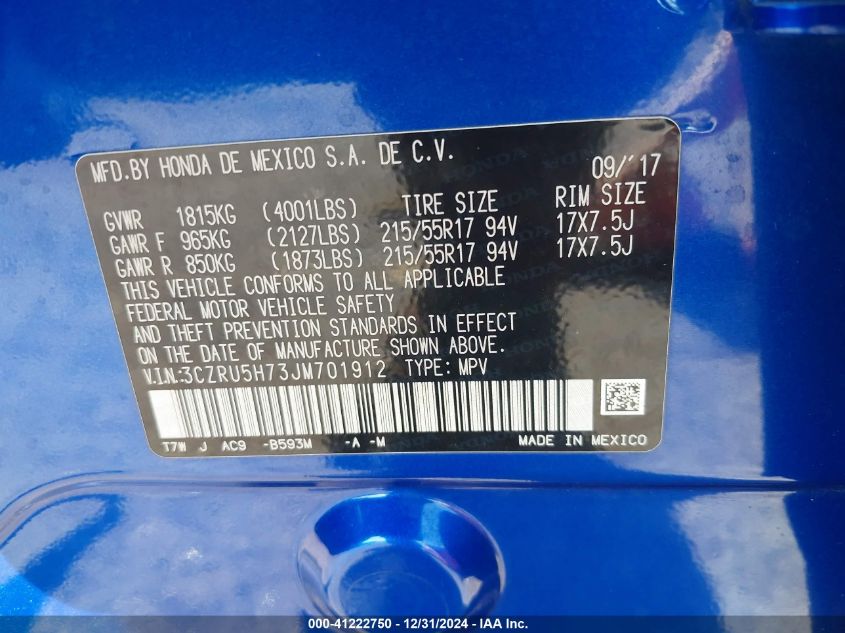 MFD.BY HONDA DE MEXICO S.A. DE C.V. 09/'17
TIRE SIZE RIM SIZE
GVWR 1815KG (4001LBS)
GAWR F 965KG (2127LBS) 215/55R17 94V 17X7.5J
GAWR R 850KG (1873LBS) 215/55R17 94V 17X7.5J
THIS VEHICLE CONFORMS TO ALL APPLICABLE
FEDERAL MOTOR VEHICLE SAFETY
AND THEFT PREVENTION STANDARDS IN EFFECT
ON THE DATE OF MANUFACTURE SHOWN ABOVE.
V.I.N:3CZRU5H73JM701912 TYPE: MPV
T7W J AC9 -B593M -A -M MADE IN MEXICO
000-41222750 - 12/31/2024 - IAA Inc.